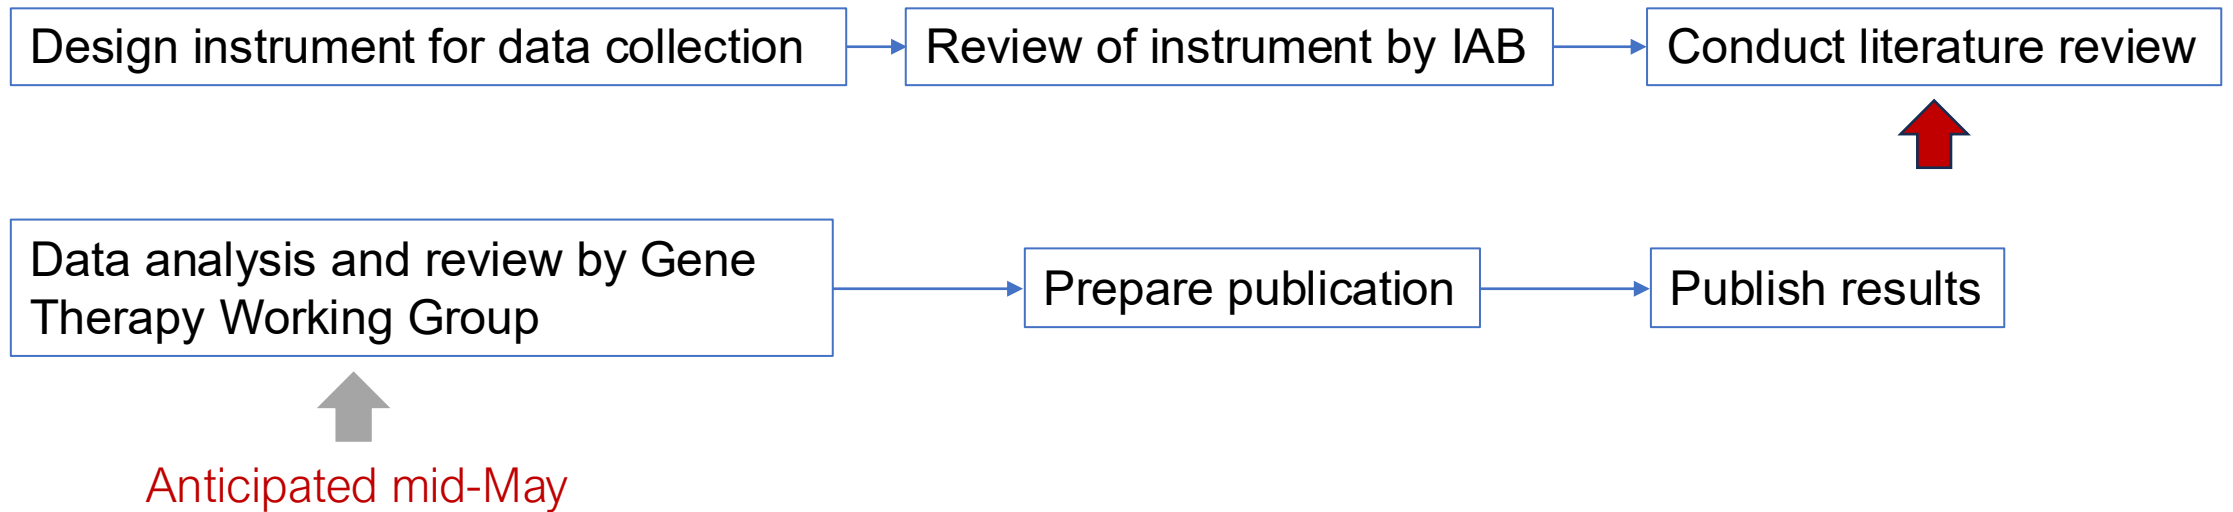 Design instrument for data collection
Review of instrument by IAB
Conduct literature review
Data analysis and review by Gene
Therapy Working Group
Prepare publication
Publish results
Anticipated mid-May